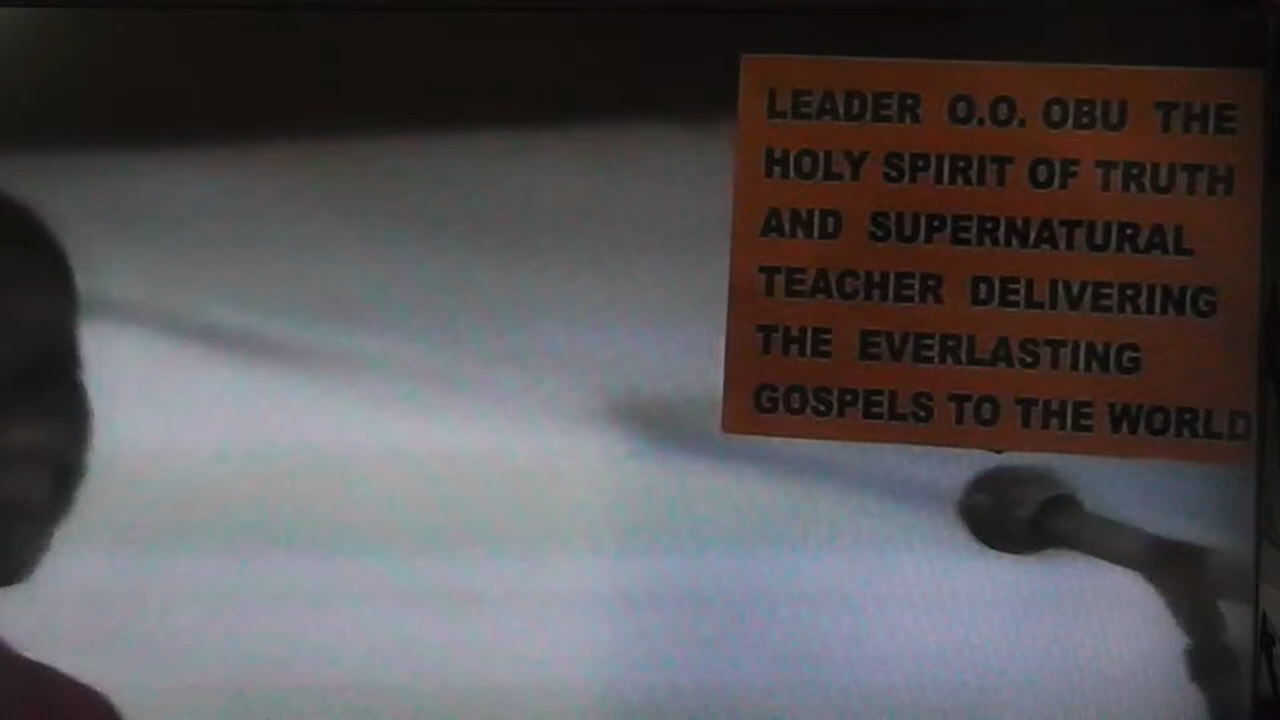 LEADER O.O. OBU THE
HOLY SPIRIT OF TRUTH
AND SUPERNATURAL
TEACHER DELIVERING
THE EVERLASTING
GOSPELS TO THE WORLD